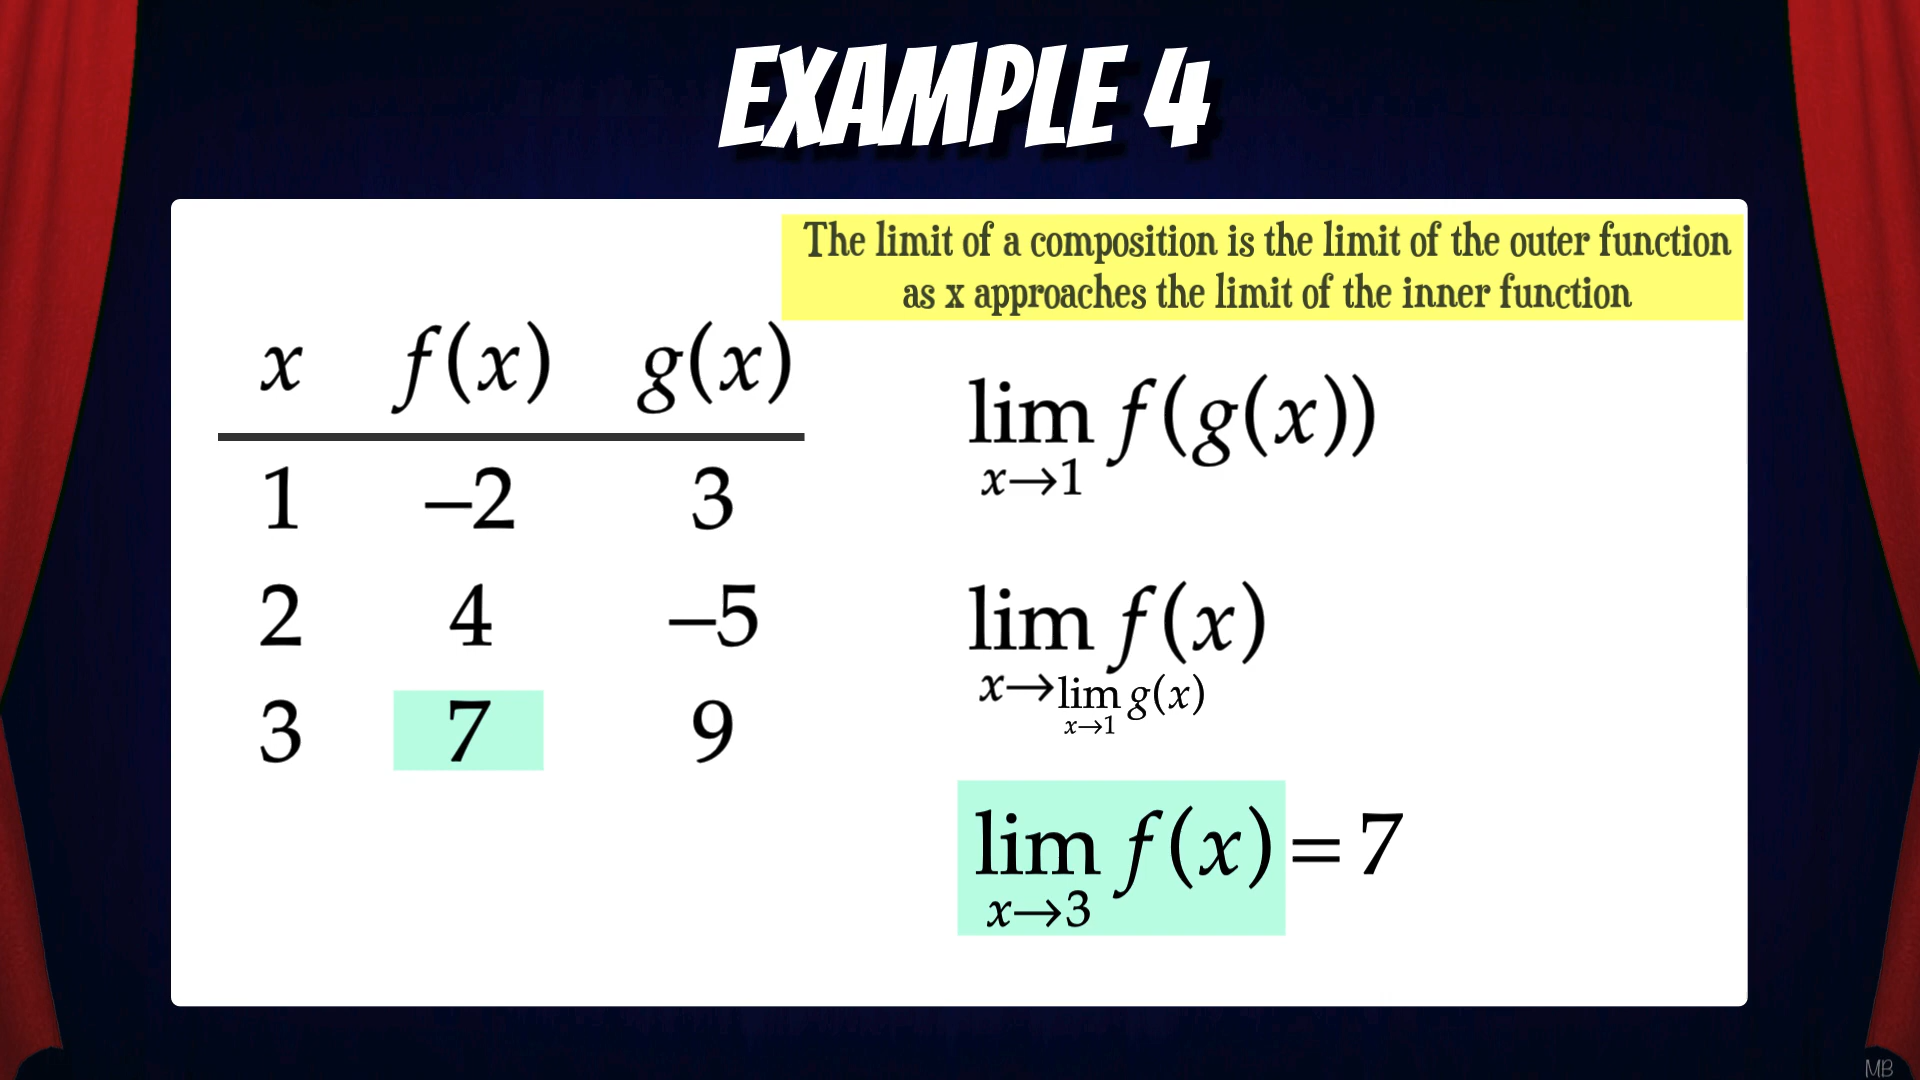 EXAMPLE 4
The limit of a composition is the limit of the outer function
as x approaches the limit of the inner function
x f(x) g(x)
1 –2 3
2 4 –5
3 7 9
lim f(g(x))
x→1
lim f(x)
x→lim g(x)
x→1
lim f(x) = 7
x→3
MB